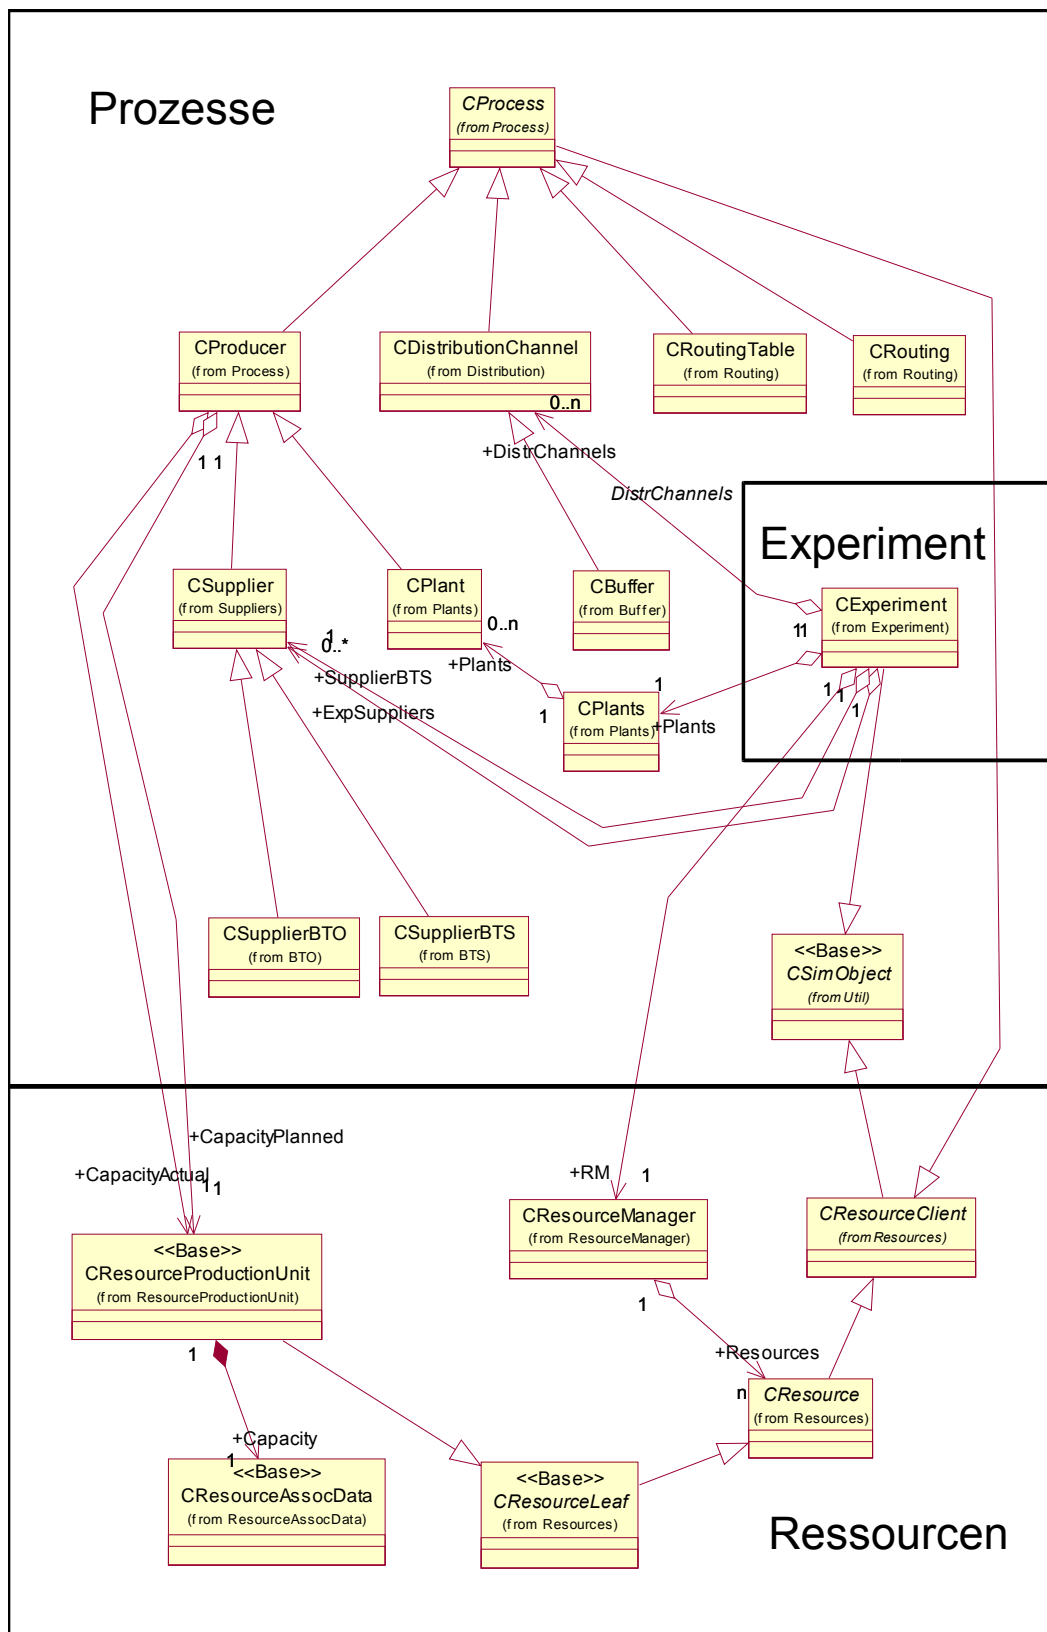 Prozesse
CProcess
(from Process)
CProducer
(from Process)
CDistributionChannel
(from Distribution)
CRoutingTable
(from Routing)
CRouting
(from Routing)
0..n
+DistrChannels
1 1
DistrChannels
Experiment
CSupplier
(from Suppliers)
CPlant
(from Plants)
CBuffer
(from Buffer)
CExperiment
(from Experiment)
0..n
1
1
1
0..*
+Plants
+SupplierBTS
+ExpSuppliers
1
1
CPlants
(from Plants)
+Plants
1
1
1
CSupplierBTO
(from BTO)
CSupplierBTS
(from BTS)
<<Base>>
CSimObject
(from Util)
+CapacityPlanned
+CapacityActual
1
1
+RM
1
CResourceManager
(from ResourceManager)
CResourceClient
(from Resources)
<<Base>>
CResourceProductionUnit
(from ResourceProductionUnit)
1
1
+Resources
n
CResource
(from Resources)
+Capacity
1
<<Base>>
CResourceAssocData
(from ResourceAssocData)
<<Base>>
CResourceLeaf
(from Resources)
Ressourcen